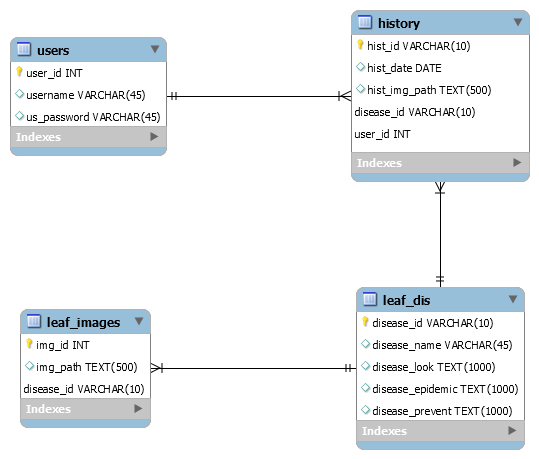 users
user_id INT
username VARCHAR(45)
us_password VARCHAR(45)
Indexes
history
hist_id VARCHAR(10)
hist_date DATE
hist_img_path TEXT(500)
disease_id VARCHAR(10)
user_id INT
Indexes
leaf_images
img_id INT
img_path TEXT(500)
disease_id VARCHAR(10)
Indexes
leaf_dis
disease_id VARCHAR(10)
disease_name VARCHAR(45)
disease_look TEXT(1000)
disease_epidemic TEXT(1000)
disease_prevent TEXT(1000)
Indexes